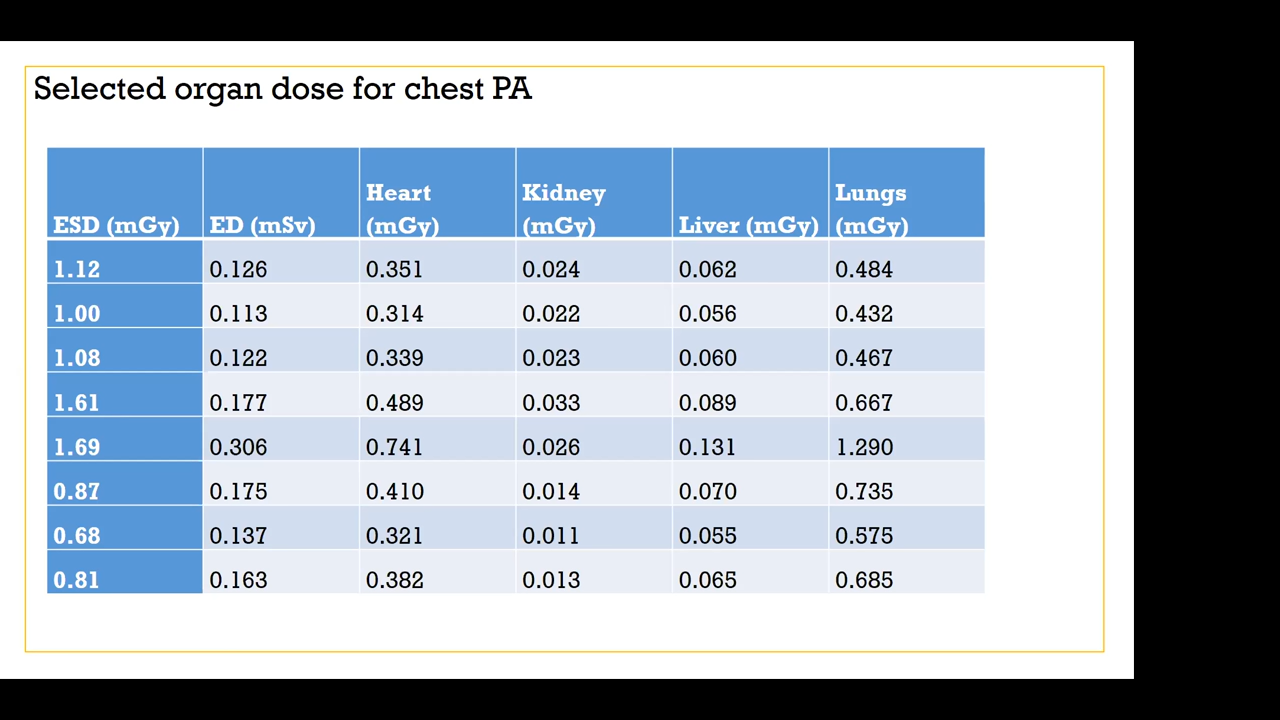 Selected organ dose for chest PA
ESD (mGy) ED (mSv) Heart (mGy) Kidney (mGy) Liver (mGy) Lungs (mGy)
1.12 0.126 0.351 0.024 0.062 0.484
1.00 0.113 0.314 0.022 0.056 0.432
1.08 0.122 0.339 0.023 0.060 0.467
1.61 0.177 0.489 0.033 0.089 0.667
1.69 0.306 0.741 0.026 0.131 1.290
0.87 0.175 0.410 0.014 0.070 0.735
0.68 0.137 0.321 0.011 0.055 0.575
0.81 0.163 0.382 0.013 0.065 0.685